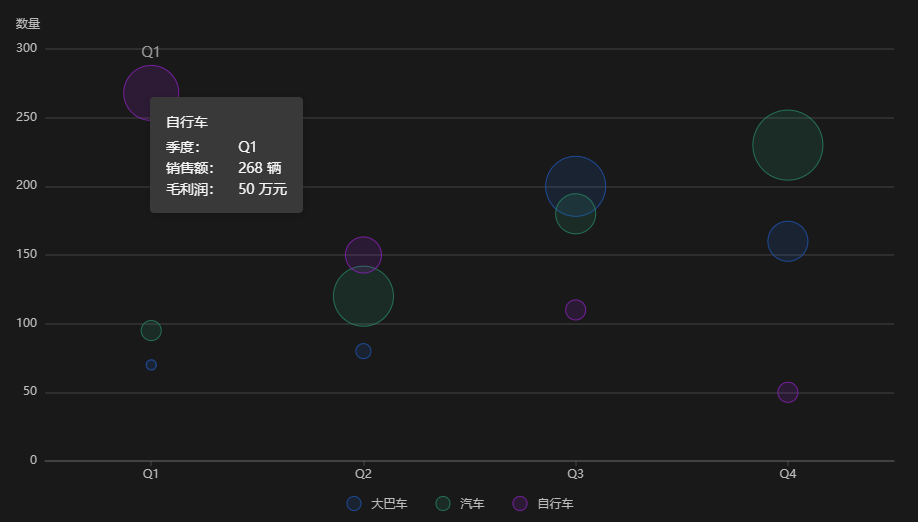 数量
300
Q1
250
自行车
季度： Q1
销售额： 268 辆
毛利润： 50 万元
200
150
100
50
0
Q1 Q2 Q3 Q4
大巴车 汽车 自行车